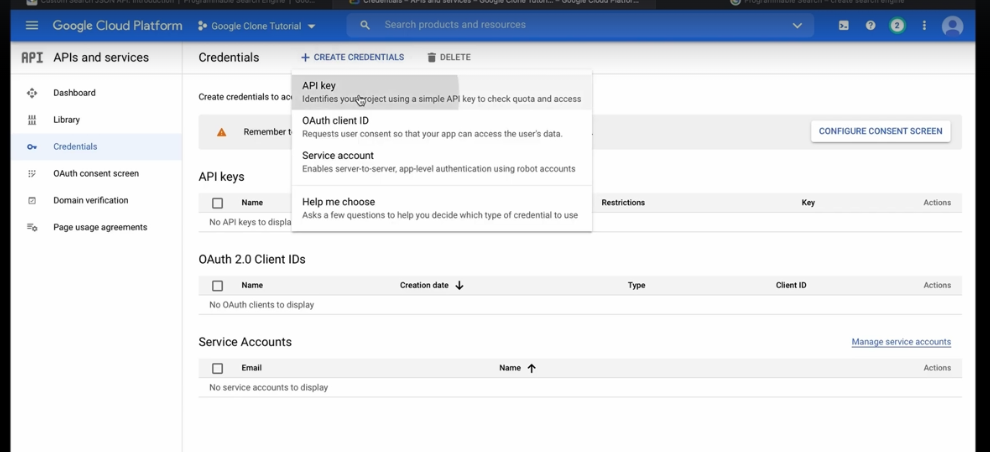 Custom Search JSON API: Introduction | Programmable Search Engine | Goo...
Credentials – APIs and services – Google Clone Tutori... – Google Cloud Platf...
Programmable Search – Create search engine
Google Cloud Platform
Google Clone Tutorial
Search products and resources
2
API APIs and services
Credentials
+ CREATE CREDENTIALS
DELETE
Dashboard
Library
Credentials
OAuth consent screen
Domain verification
Page usage agreements
API key
Identifies your project using a simple API key to check quota and access
OAuth client ID
Requests user consent so that your app can access the user's data.
Service account
Enables server-to-server, app-level authentication using robot accounts
Help me choose
Asks a few questions to help you decide which type of credential to use
Create credentials to acc
Remember t
CONFIGURE CONSENT SCREEN
API keys
Name
Restrictions
Key
Actions
No API keys to displa
OAuth 2.0 Client IDs
Name
Creation date
Type
Client ID
Actions
No OAuth clients to display
Service Accounts
Manage service accounts
Email
Name
Actions
No service accounts to display